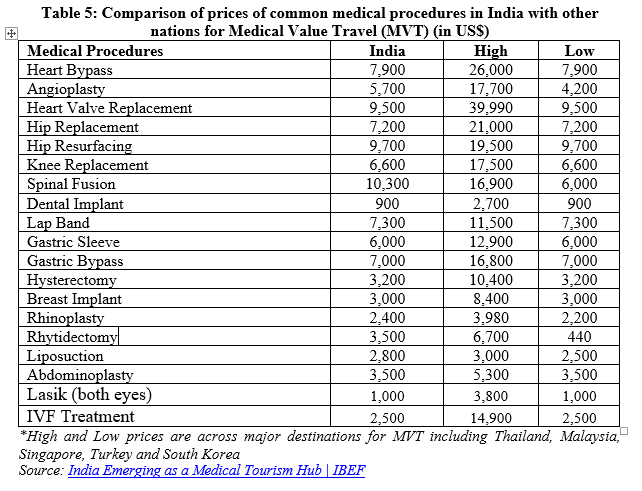 Table 5: Comparison of prices of common medical procedures in India with other
nations for Medical Value Travel (MVT) (in US$)
Medical Procedures India High Low
Heart Bypass 7,900 26,000 7,900
Angioplasty 5,700 17,700 4,200
Heart Valve Replacement 9,500 39,990 9,500
Hip Replacement 7,200 21,000 7,200
Hip Resurfacing 9,700 19,500 9,700
Knee Replacement 6,600 17,500 6,600
Spinal Fusion 10,300 16,900 6,000
Dental Implant 900 2,700 900
Lap Band 7,300 11,500 7,300
Gastric Sleeve 6,000 12,900 6,000
Gastric Bypass 7,000 16,800 7,000
Hysterectomy 3,200 10,400 3,200
Breast Implant 3,000 8,400 3,000
Rhinoplasty 2,400 3,980 2,200
Rhytidectomy 3,500 6,700 440
Liposuction 2,800 3,000 2,500
Abdominoplasty 3,500 5,300 3,500
Lasik (both eyes) 1,000 3,800 1,000
IVF Treatment 2,500 14,900 2,500
*High and Low prices are across major destinations for MVT including Thailand, Malaysia,
Singapore, Turkey and South Korea
Source: India Emerging as a Medical Tourism Hub | IBEF